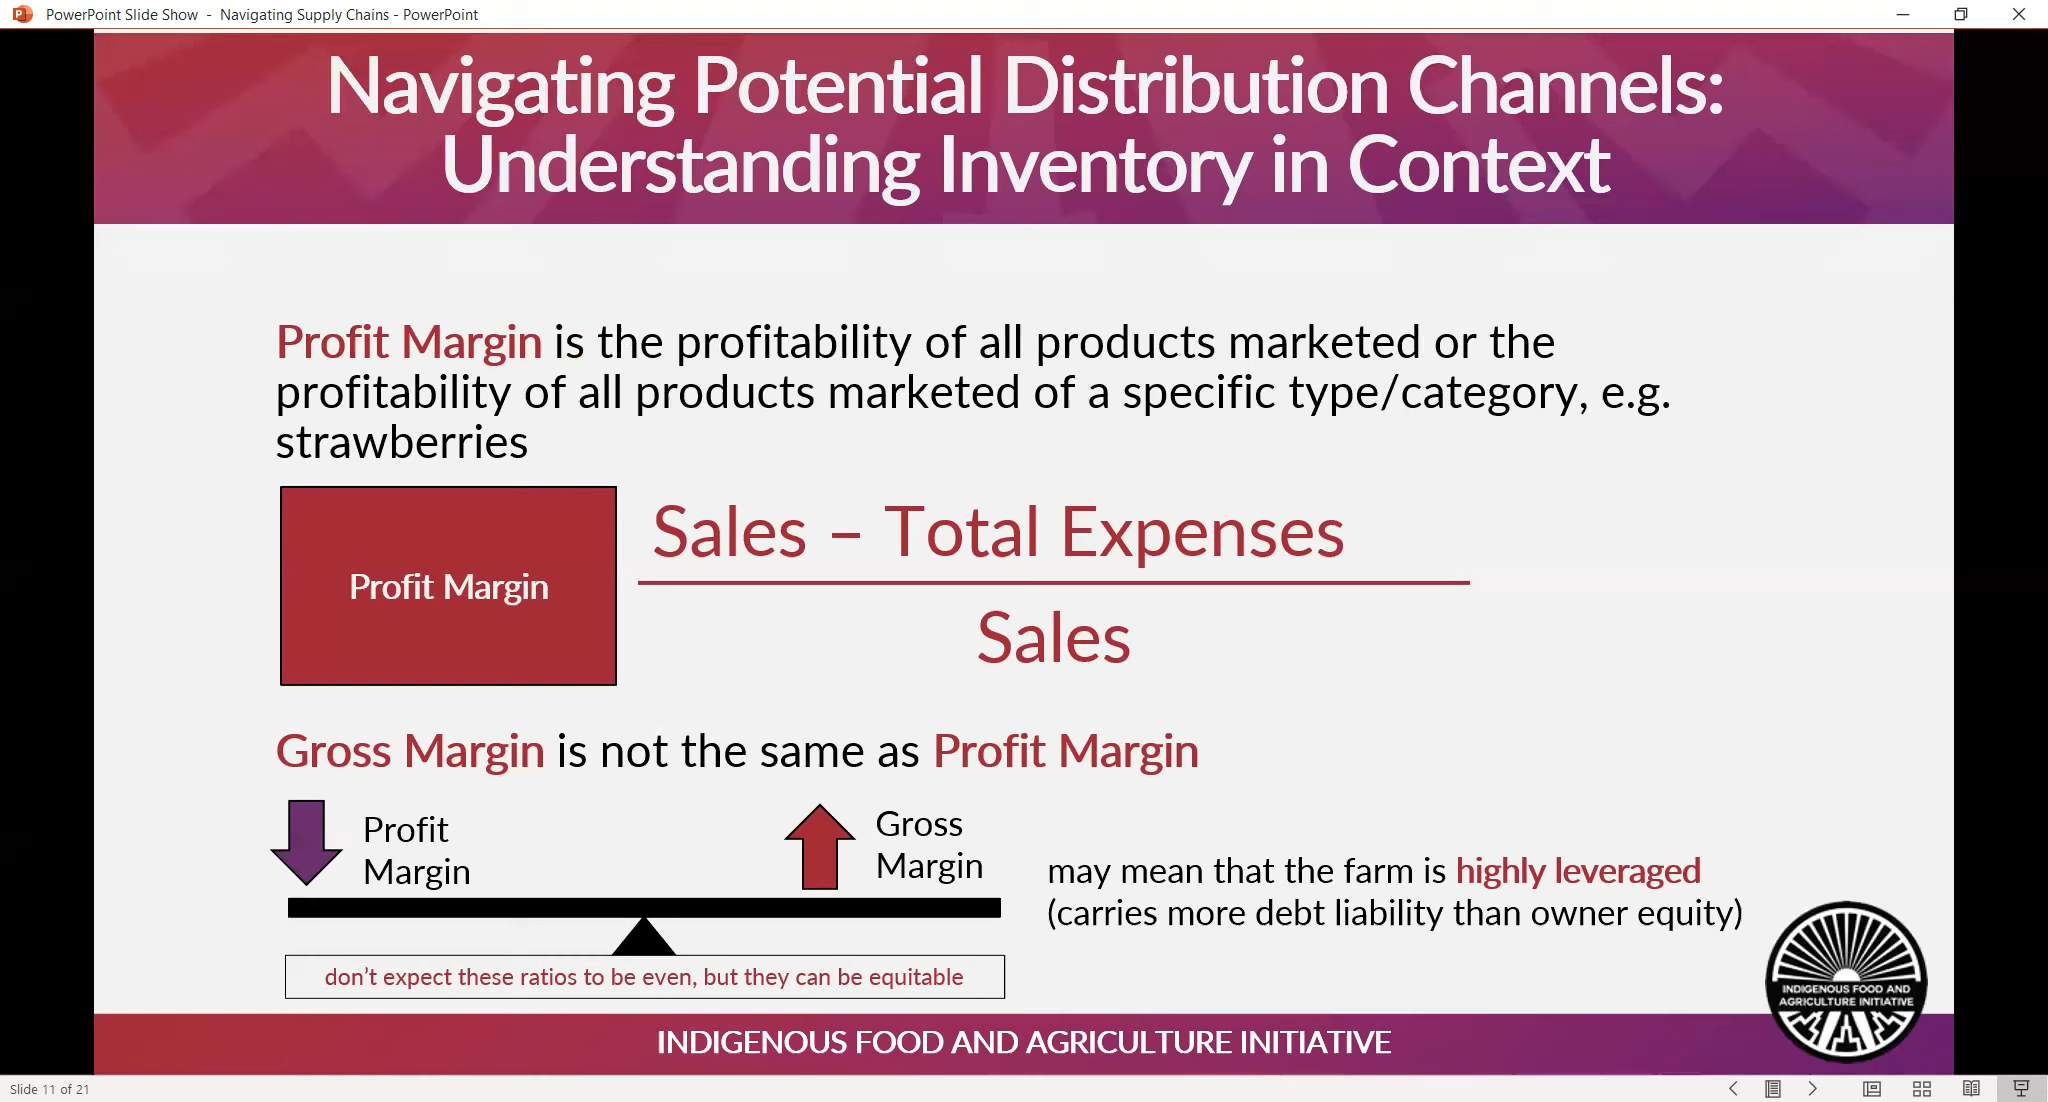 PowerPoint Slide Show - Navigating Supply Chains - PowerPoint
Navigating Potential Distribution Channels:
Understanding Inventory in Context
Profit Margin is the profitability of all products marketed or the
profitability of all products marketed of a specific type/category, e.g.
strawberries
Profit Margin
Sales – Total Expenses
Sales
Gross Margin is not the same as Profit Margin
Profit
Margin
Gross
Margin
may mean that the farm is highly leveraged
(carries more debt liability than owner equity)
don't expect these ratios to be even, but they can be equitable
INDIGENOUS FOOD AND
AGRICULTURE INITIATIVE
INDIGENOUS FOOD AND AGRICULTURE INITIATIVE
Slide 11 of 21